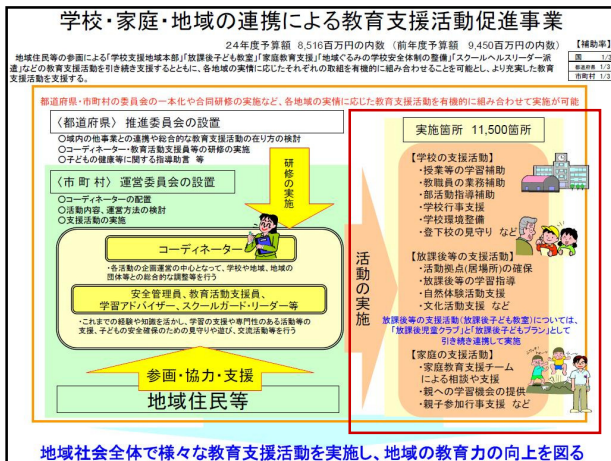 学校・家庭・地域の連携による教育支援活動促進事業
24年度予算額 8,516百万円の内数 (前年度予算額 9,450百万円の内数)
【補助率】
国 1/3
都道府県 1/3
市町村 1/3
地域住民等の参画による「学校支援地域本部」「放課後子ども教室」「家庭教育支援」「地域ぐるみの学校安全体制の整備」「スクールヘルスリーダー派
遣」などの教育支援活動を引き続き支援するとともに、各地域の実情に応じたそれぞれの取組を有機的に組み合わせることを可能とし、より充実した教育
支援活動を支援する。
都道府県・市町村の委員会の一本化や合同研修の実施など、各地域の実情に応じた教育支援活動を有機的に組み合わせて実施が可能
〈都道府県〉 推進委員会の設置
○域内の他事業との連携や総合的な教育支援活動の在り方の検討
○コーディネーター・教育活動支援員等の研修の実施
○子どもの健康等に関する指導助言 等
研修の実施
〈市町村〉 運営委員会の設置
○コーディネーターの配置
○活動内容、運営方法の検討
○支援活動の実施
コーディネーター
・各活動の企画運営の中心となって、学校や地域、地域の
団体等との総合的な調整等を行う
安全管理員、教育活動支援員、
学習アドバイザー、スクールガード・リーダー等
・これまでの経験や知識を活かし、学習の支援や専門性のある活動等の
支援、子どもの安全確保のための見守りや遊び、交流活動等を行う
参画・協力・支援
地域住民等
活動の実施
実施箇所 11,500箇所
【学校の支援活動】
・授業等の学習補助
・教職員の業務補助
・部活動指導補助
・学校行事支援
・学校環境整備
・登下校の見守り など
【放課後等の支援活動】
・活動拠点(居場所)の確保
・放課後等の学習指導
・自然体験活動支援
・文化活動支援 など
放課後等の支援活動(放課後子ども教室)については、
「放課後児童クラブ」と「放課後子どもプラン」として
引き続き連携して実施
【家庭の支援活動】
・家庭教育支援チーム
による相談や支援
・親への学習機会の提供
・親子参加行事支援 など
地域社会全体で様々な教育支援活動を実施し、地域の教育力の向上を図る